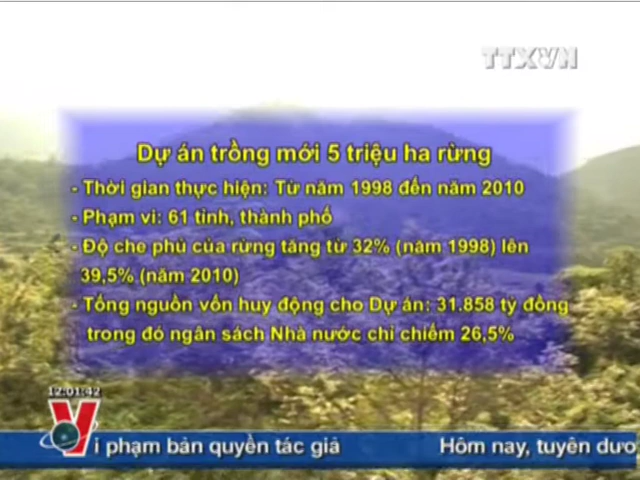 TTXVN
Dự án trồng mới 5 triệu ha rừng
- Thời gian thực hiện: Từ năm 1998 đến năm 2010
- Phạm vi: 61 tỉnh, thành phố
- Độ che phủ của rừng tăng từ 32% (năm 1998) lên
39,5% (năm 2010)
- Tổng nguồn vốn huy động cho Dự án: 31.858 tỷ đồng
trong đó ngân sách Nhà nước chỉ chiếm 26,5%
12:01:42
V
i phạm bản quyền tác giả Hôm nay, tuyên dươ